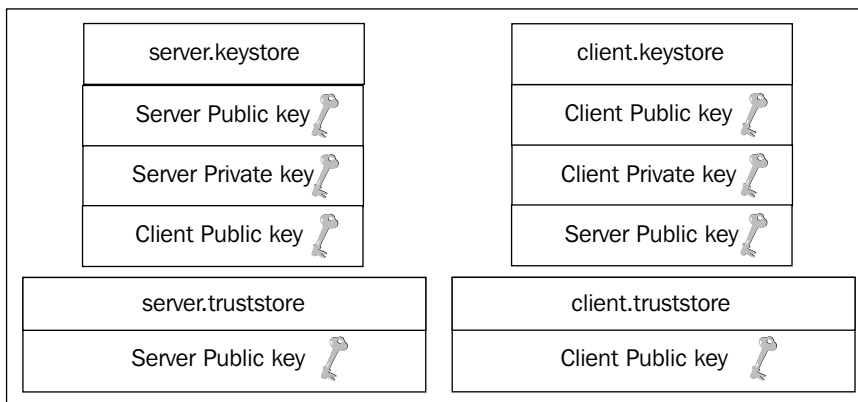 server.keystore
Server Public key
Server Private key
Client Public key
server.truststore
Server Public key
client.keystore
Client Public key
Client Private key
Server Public key
client.truststore
Client Public key